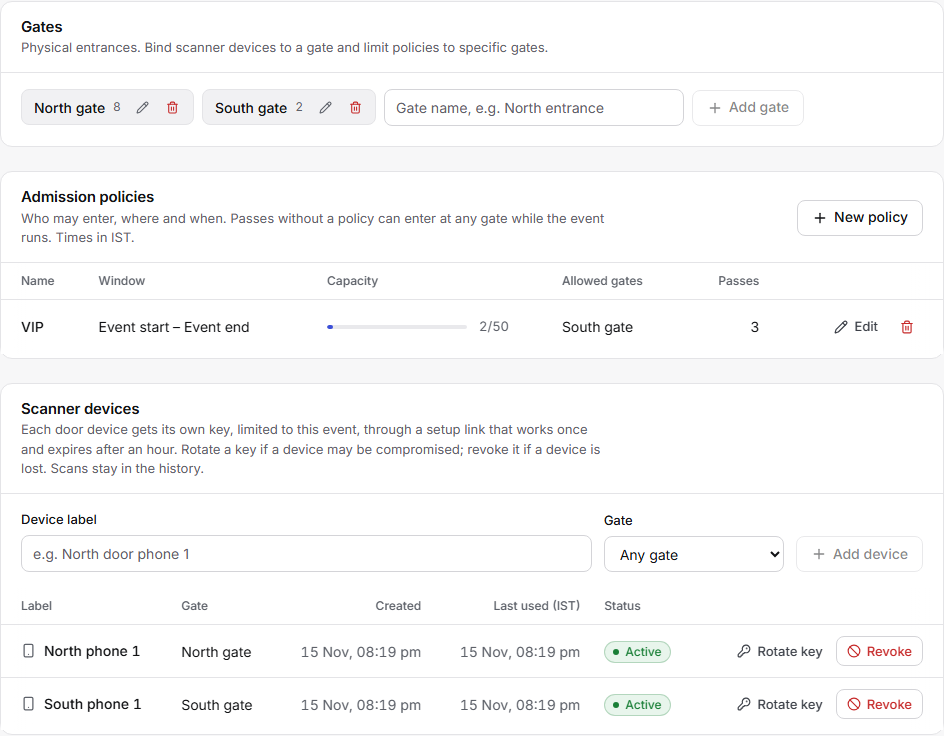 Gates
Physical entrances. Bind scanner devices to a gate and limit policies to specific gates.
North gate 8 South gate 2 Gate name, e.g. North entrance + Add gate
Admission policies
Who may enter, where and when. Passes without a policy can enter at any gate while the event
runs. Times in IST.
+ New policy
Name Window Capacity Allowed gates Passes
VIP Event start – Event end 2/50 South gate 3 Edit
Scanner devices
Each door device gets its own key, limited to this event, through a setup link that works once
and expires after an hour. Rotate a key if a device may be compromised; revoke it if a device is
lost. Scans stay in the history.
Device label Gate
e.g. North door phone 1 Any gate + Add device
Label Gate Created Last used (IST) Status
North phone 1 North gate 15 Nov, 08:19 pm 15 Nov, 08:19 pm Active Rotate key Revoke
South phone 1 South gate 15 Nov, 08:19 pm 15 Nov, 08:19 pm Active Rotate key Revoke